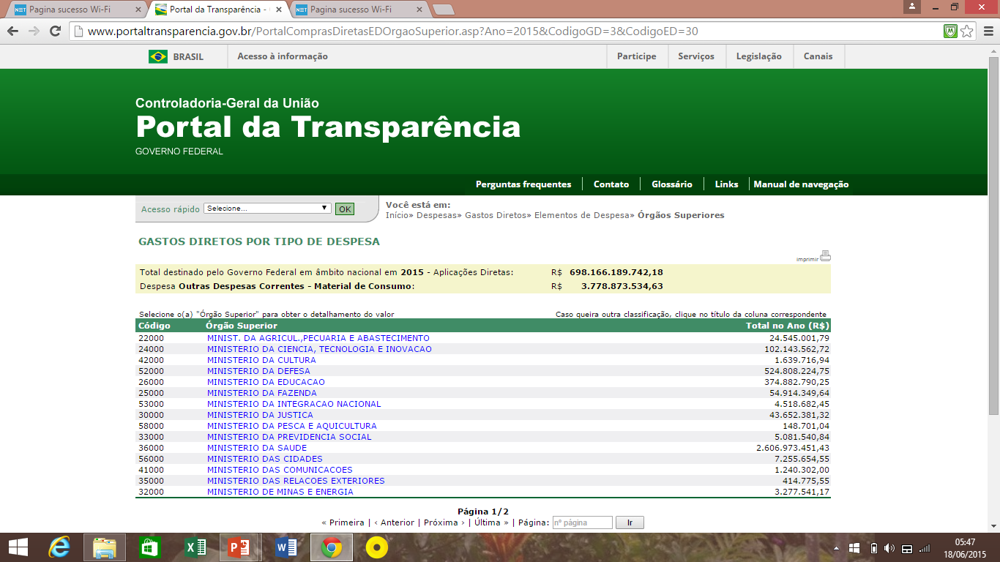 Pagina sucesso Wi-Fi
Portal da Transparência -
Pagina sucesso Wi-Fi
www.portaltransparencia.gov.br/PortalComprasDiretasEDOrgaoSuperior.asp?Ano=2015&CodigoGD=3&CodigoED=30
BRASIL Acesso à informação Participe Serviços Legislação Canais
Controladoria-Geral da União
Portal da Transparência
GOVERNO FEDERAL
Perguntas frequentes Contato Glossário Links Manual de navegação
Acesso rápido Selecione... OK
Você está em:
Início» Despesas» Gastos Diretos» Elementos de Despesa» Órgãos Superiores
GASTOS DIRETOS POR TIPO DE DESPESA
imprimir
Total destinado pelo Governo Federal em âmbito nacional em 2015 - Aplicações Diretas: R$ 698.166.189.742,18
Despesa Outras Despesas Correntes - Material de Consumo: R$ 3.778.873.534,63
Selecione o(a) "Órgão Superior" para obter o detalhamento do valor Caso queira outra classificação, clique no título da coluna correspondente
Código Órgão Superior Total no Ano (R$)
22000 MINIST. DA AGRICUL.,PECUARIA E ABASTECIMENTO 24.545.001,79
24000 MINISTERIO DA CIENCIA, TECNOLOGIA E INOVACAO 102.143.562,72
42000 MINISTERIO DA CULTURA 1.639.716,94
52000 MINISTERIO DA DEFESA 524.808.224,75
26000 MINISTERIO DA EDUCACAO 374.882.790,25
25000 MINISTERIO DA FAZENDA 54.914.349,64
53000 MINISTERIO DA INTEGRACAO NACIONAL 4.518.682,45
30000 MINISTERIO DA JUSTICA 43.652.381,32
58000 MINISTERIO DA PESCA E AQUICULTURA 148.701,04
33000 MINISTERIO DA PREVIDENCIA SOCIAL 5.081.540,84
36000 MINISTERIO DA SAUDE 2.606.973.451,43
56000 MINISTERIO DAS CIDADES 7.255.654,55
41000 MINISTERIO DAS COMUNICACOES 1.240.302,00
35000 MINISTERIO DAS RELACOES EXTERIORES 414.775,55
32000 MINISTERIO DE MINAS E ENERGIA 3.277.541,17
Página 1/2
« Primeira | ‹ Anterior | Próxima › | Última » | Página: nº página Ir
05:47
18/06/2015